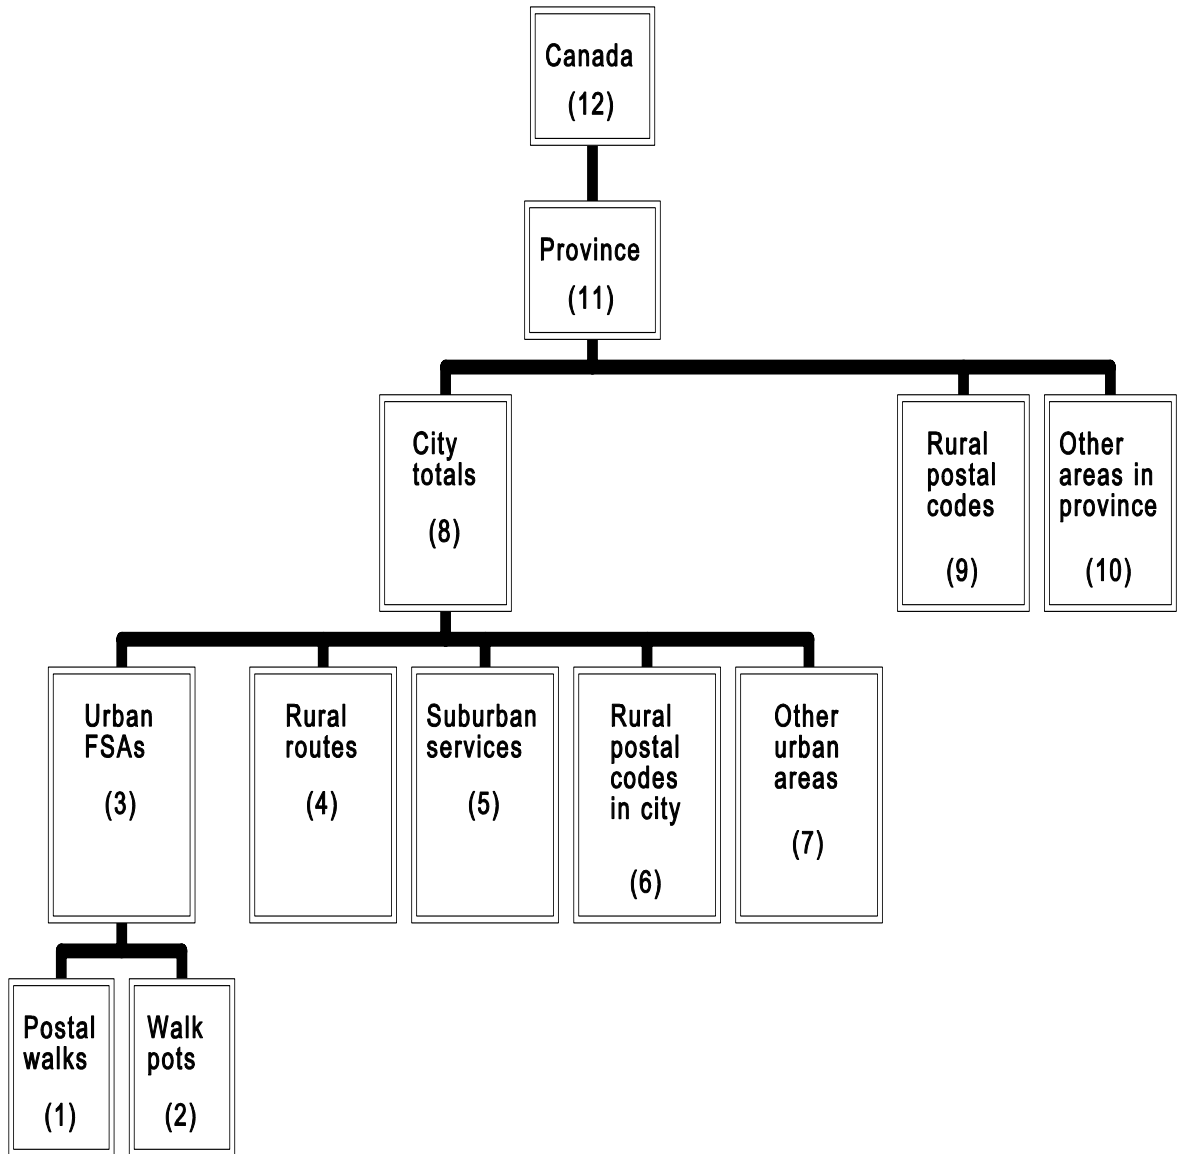 Canada
(12)
Province
(11)
City
totals
(8)
Rural
postal
codes
(9)
Other
areas in
province
(10)
Urban
FSAs
(3)
Rural
routes
(4)
Suburban
services
(5)
Rural
postal
codes
in city
(6)
Other
urban
areas
(7)
Postal
walks
(1)
Walk
pots
(2)